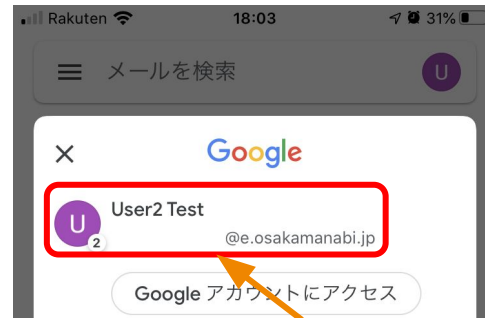 Rakuten 18:03 31%
メールを検索 U
Google
User2 Test
U 2 @e.osakamanabi.jp
Google アカウントにアクセス